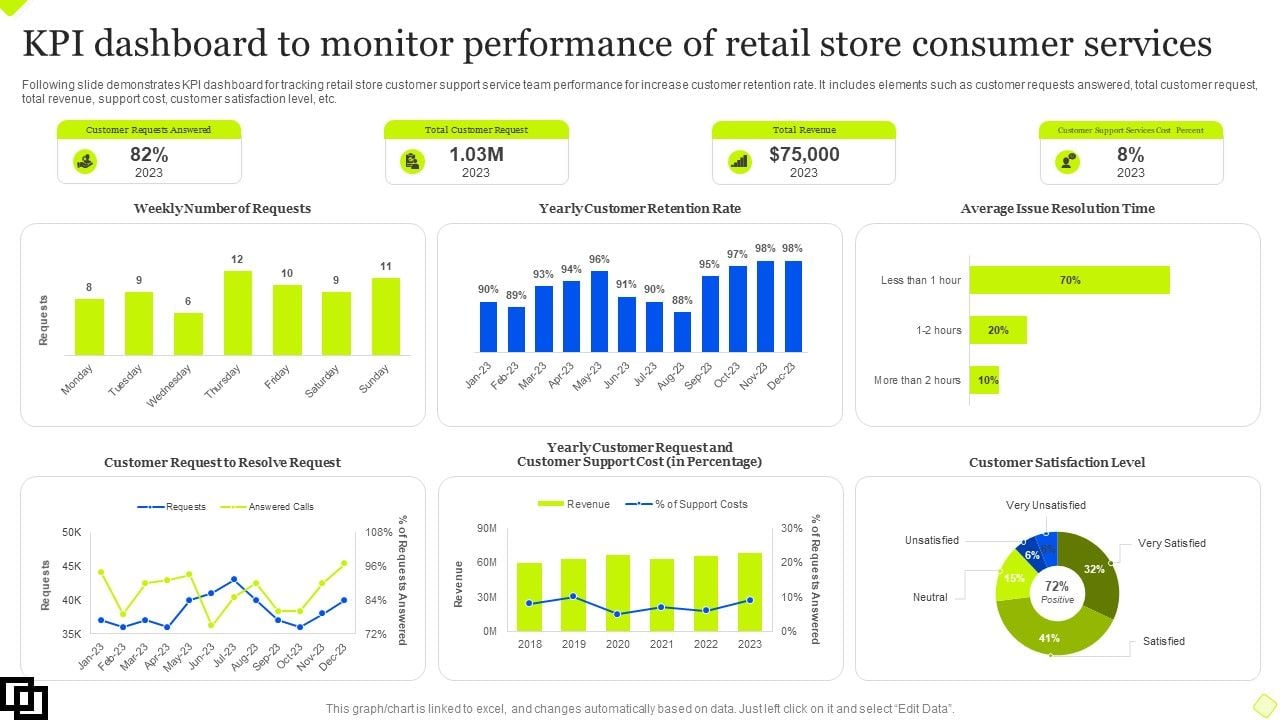 KPI dashboard to monitor performance of retail store consumer services
Following slide demonstrates KPI dashboard for tracking retail store customer support service team performance for increase customer retention rate. It includes elements such as customer requests answered, total customer request,
total revenue, support cost, customer satisfaction level, etc.
Customer Requests Answered
82%
2023
Total Customer Request
1.03M
2023
Total Revenue
$75,000
2023
Customer Support Services Cost Percent
8%
2023
Weekly Number of Requests
Requests
8
9
6
12
10
9
11
Monday
Tuesday
Wednesday
Thursday
Friday
Saturday
Sunday
Yearly Customer Retention Rate
90%
89%
93%
94%
96%
91%
90%
88%
95%
97%
98%
98%
Jan-23
Feb-23
Mar-23
Apr-23
May-23
Jun-23
Jul-23
Aug-23
Sep-23
Oct-23
Nov-23
Dec-23
Average Issue Resolution Time
Less than 1 hour
70%
1-2 hours
20%
More than 2 hours
10%
Customer Request to Resolve Request
Requests
Answered Calls
Requests
50K
45K
40K
35K
108%
96%
84%
72%
% of Requests Answered
Jan-23
Feb-23
Mar-23
Apr-23
May-23
Jun-23
Jul-23
Aug-23
Sep-23
Oct-23
Nov-23
Dec-23
Yearly Customer Request and
Customer Support Cost (in Percentage)
Revenue
% of Support Costs
Revenue
90M
60M
30M
0M
30%
20%
10%
0%
% of Requests Answered
2018
2019
2020
2021
2022
2023
Customer Satisfaction Level
Very Unsatisfied
Unsatisfied
6%
Very Satisfied
32%
Neutral
15%
72%
Positive
Satisfied
41%
This graph/chart is linked to excel, and changes automatically based on data. Just left click on it and select “Edit Data”.